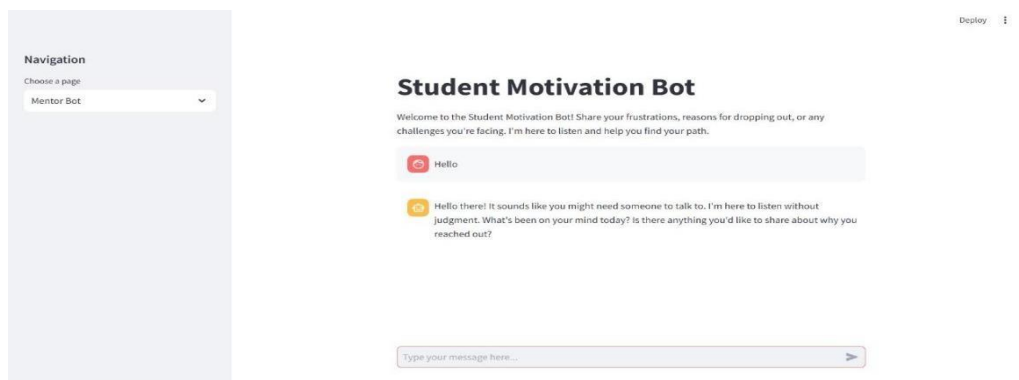 Deploy
Navigation
Choose a page
Mentor Bot
Student Motivation Bot
Welcome to the Student Motivation Bot! Share your frustrations, reasons for dropping out, or any
challenges you're facing. I'm here to listen and help you find your path.
Hello
Hello there! It sounds like you might need someone to talk to. I'm here to listen without
judgment. What's been on your mind today? Is there anything you'd like to share about why you
reached out?
Type your message here...